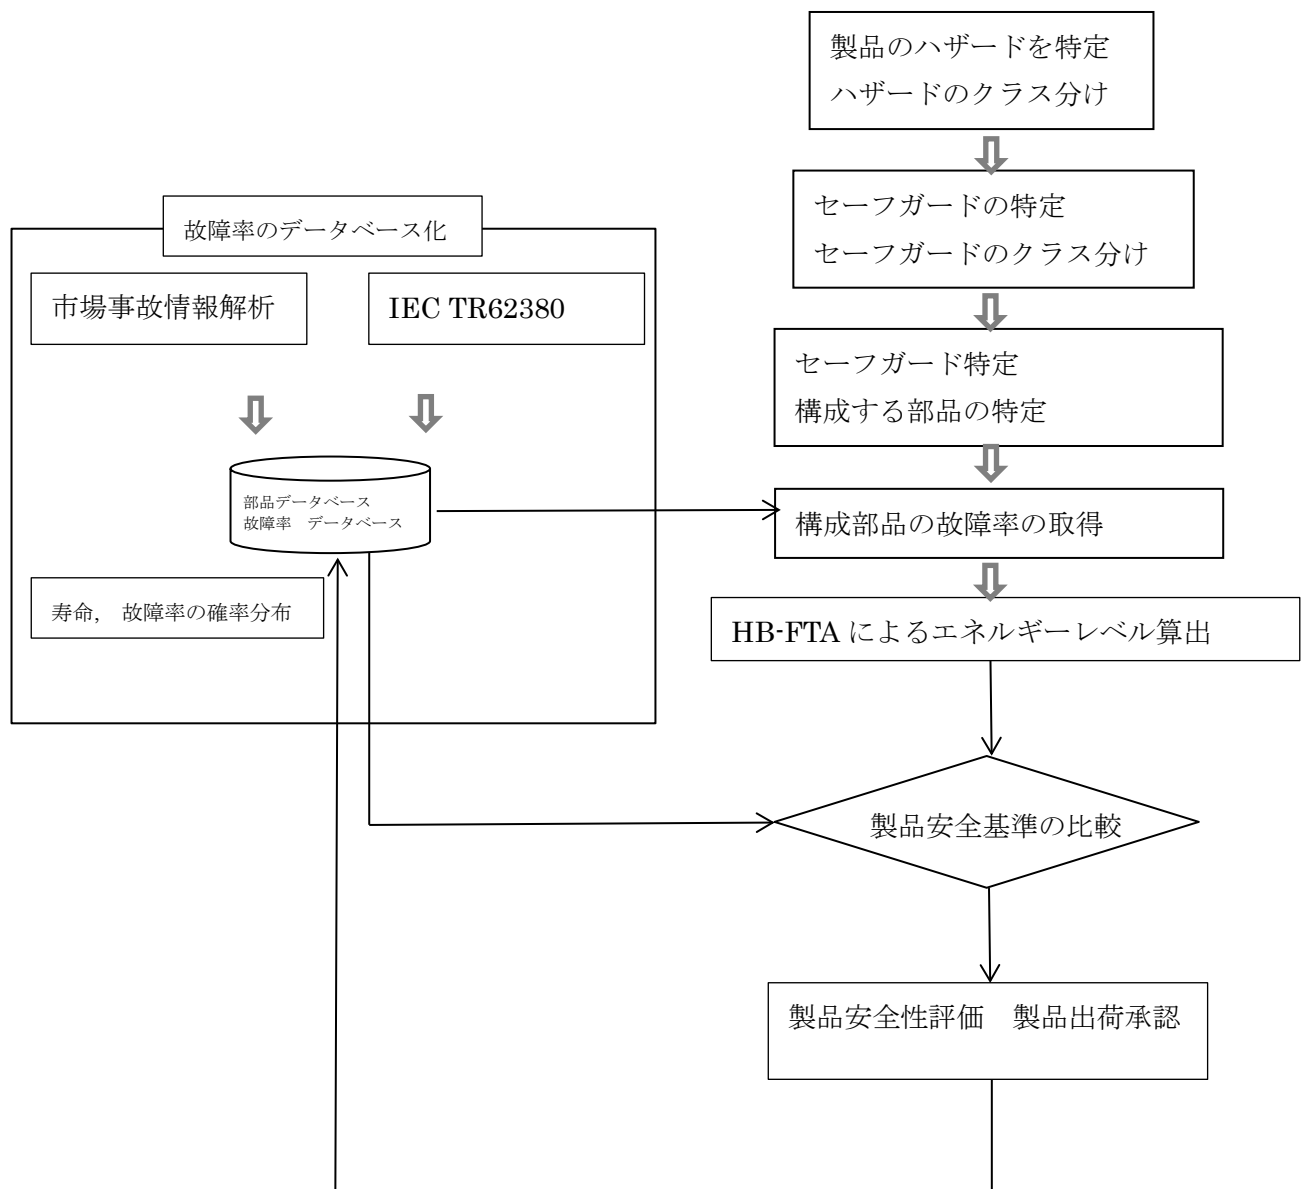 製品のハザードを特定
ハザードのクラス分け
セーフガードの特定
セーフガードのクラス分け
故障率のデータベース化
市場事故情報解析
IEC TR62380
セーフガード特定
構成する部品の特定
部品データベース
故障率　データベース
構成部品の故障率の取得
寿命, 故障率の確率分布
HB-FTA によるエネルギーレベル算出
製品安全基準の比較
製品安全性評価　製品出荷承認